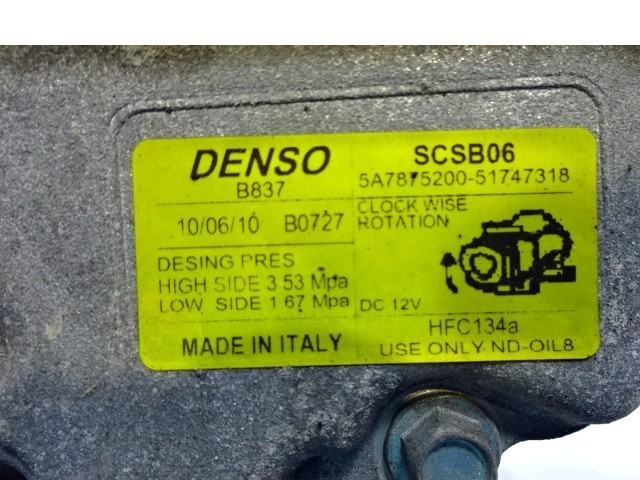 DENSO
B837
10/06/10 B0727
DESING PRES
HIGH SIDE 3.53 Mpa
LOW SIDE 1 67 Mpa
MADE IN ITALY
SCSB06
5A7875200-51747318
CLOCK WISE
ROTATION
DC 12V
HFC134a
USE ONLY-ND-OIL8